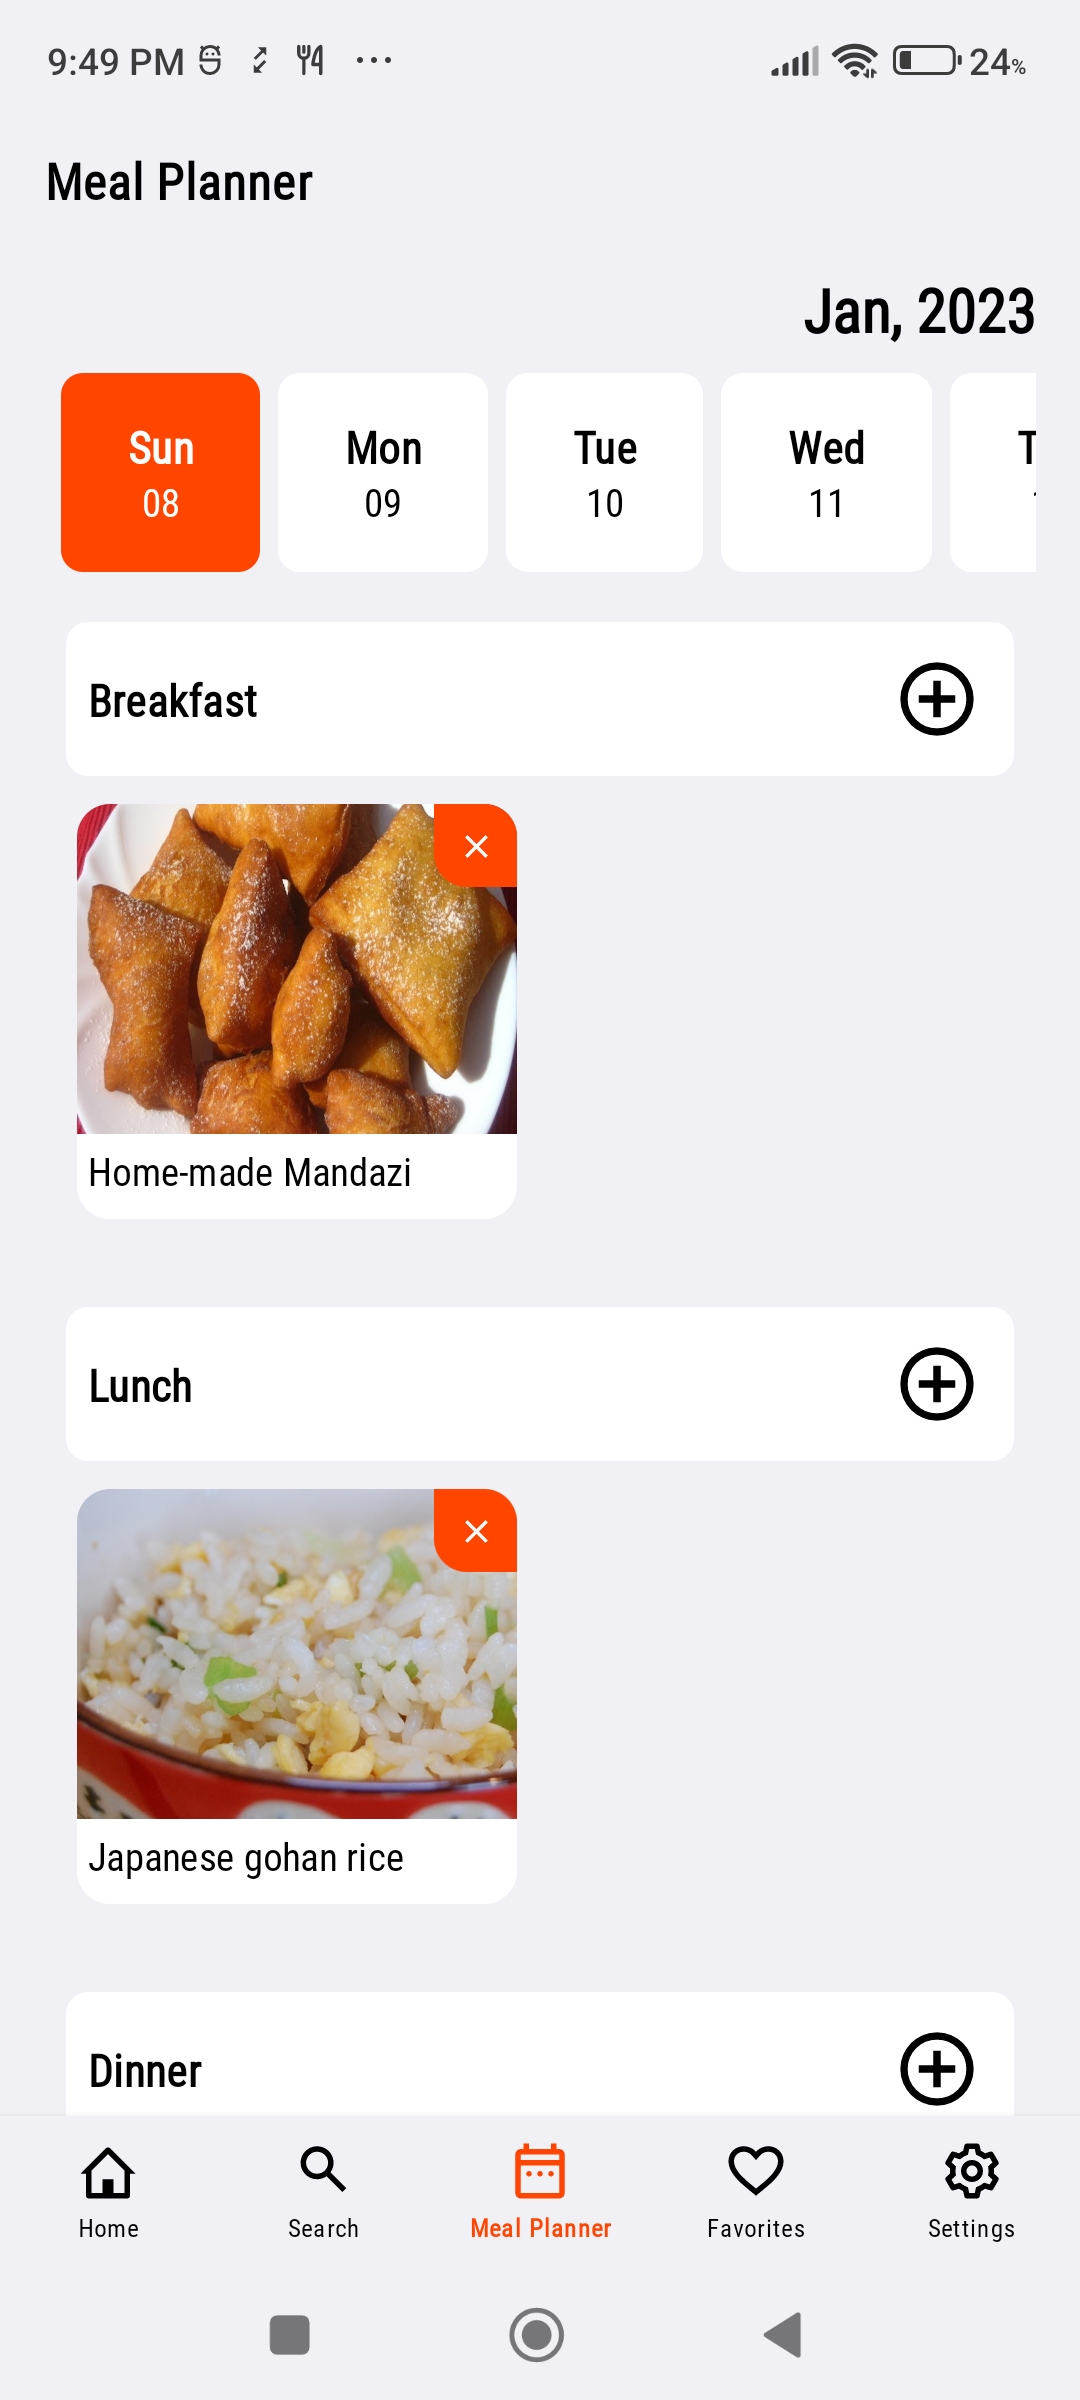 9:49 PM 24%
Meal Planner
Jan, 2023
Sun Mon Tue Wed
08 09 10 11
Breakfast
Home-made Mandazi
Lunch
Japanese gohan rice
Dinner
Home Search Meal Planner Favorites Settings